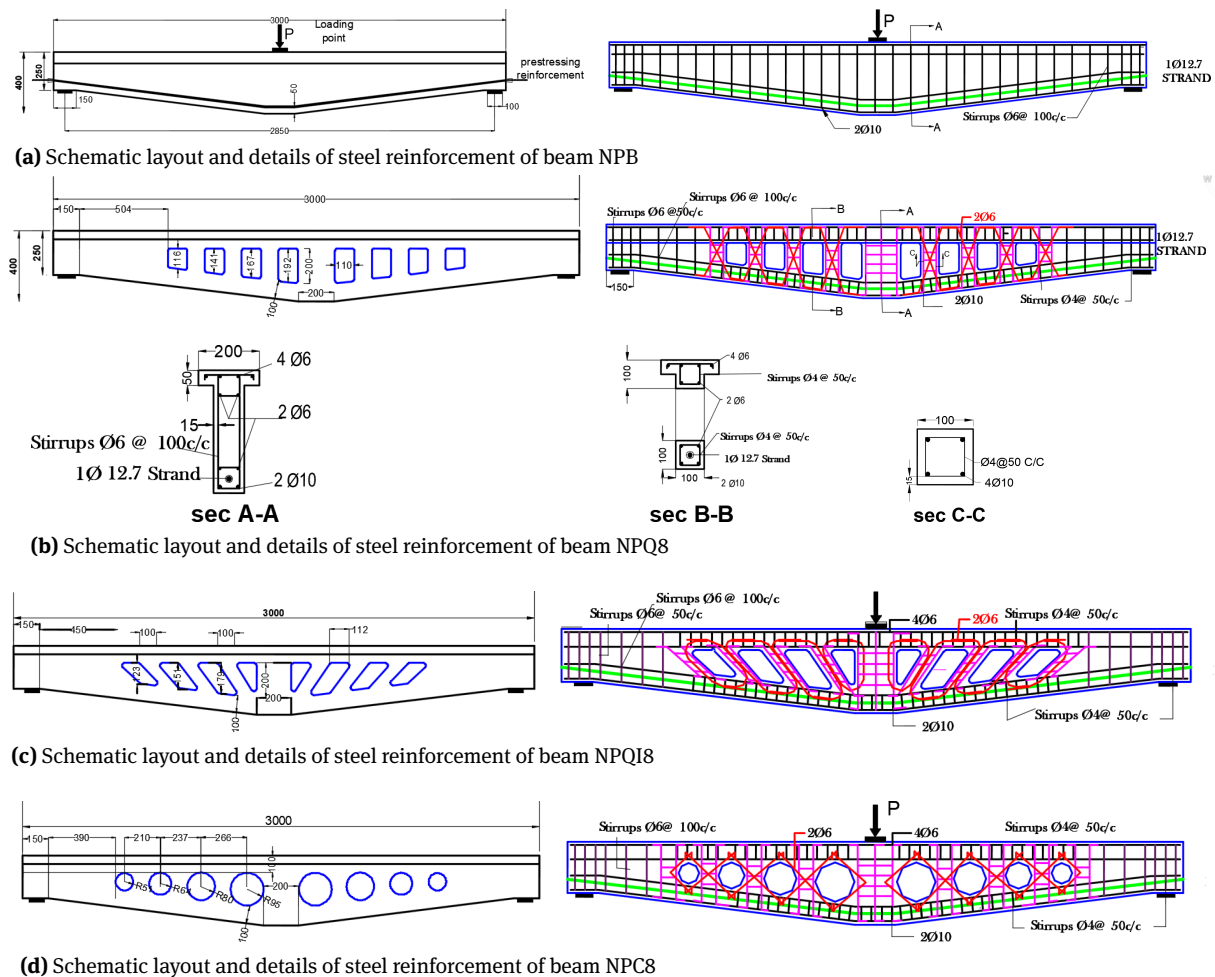 3000
P
Loading
point
400
250
prestressing
reinforcement
60
150
100
2850
P
A
1Ø12.7
STRAND
Stirrups Ø6@ 100c/c
2Ø10
A
(a) Schematic layout and details of steel reinforcement of beam NPB
W
3000
150
504
400
250
116
141
167
192
200
110
200
100
Stirrups Ø6 @ 100c/c
Stirrups Ø6 @50c/c
B
A
2Ø6
1Ø12.7
STRAND
C
C
150
2Ø10
Stirrups Ø4@ 50c/c
B
A
200
50
4 Ø6
2 Ø6
15
Stirrups Ø6 @ 100c/c
1Ø 12.7 Strand
2 Ø10
sec A-A
100
4 Ø6
Stirrups Ø4 @ 50c/c
2 Ø6
Stirrups Ø4 @ 50c/c
100
1Ø 12.7 Strand
100
2 Ø10
sec B-B
100
Ø4@50 C/C
4Ø10
15
sec C-C
(b) Schematic layout and details of steel reinforcement of beam NPQ8
3000
150
450
100
100
112
123
151
179
200
200
100
Stirrups Ø6 @ 100c/c
Stirrups Ø6@ 50c/c
4Ø6
2Ø6
Stirrups Ø4@ 50c/c
2Ø10
Stirrups Ø4@ 50c/c
(c) Schematic layout and details of steel reinforcement of beam NPQI8
3000
150
390
210
237
266
100
R51
R64
R80
R95
200
100
P
Stirrups Ø6@ 100c/c
2Ø6
4Ø6
Stirrups Ø4@ 50c/c
2Ø10
Stirrups Ø4@ 50c/c
(d) Schematic layout and details of steel reinforcement of beam NPC8